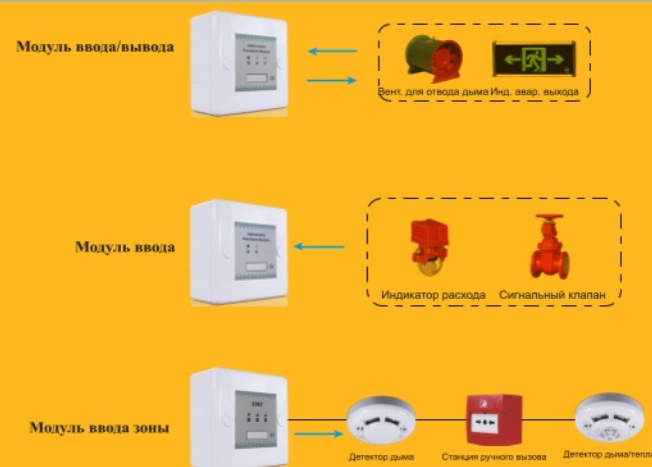 Модуль ввода/вывода
Вент. для отвода дыма Инд. авар. выхода
Модуль ввода
Индикатор расхода Сигнальный клапан
Модуль ввода зоны
Детектор дыма Станция ручного вызова Детектор дыма/тепла